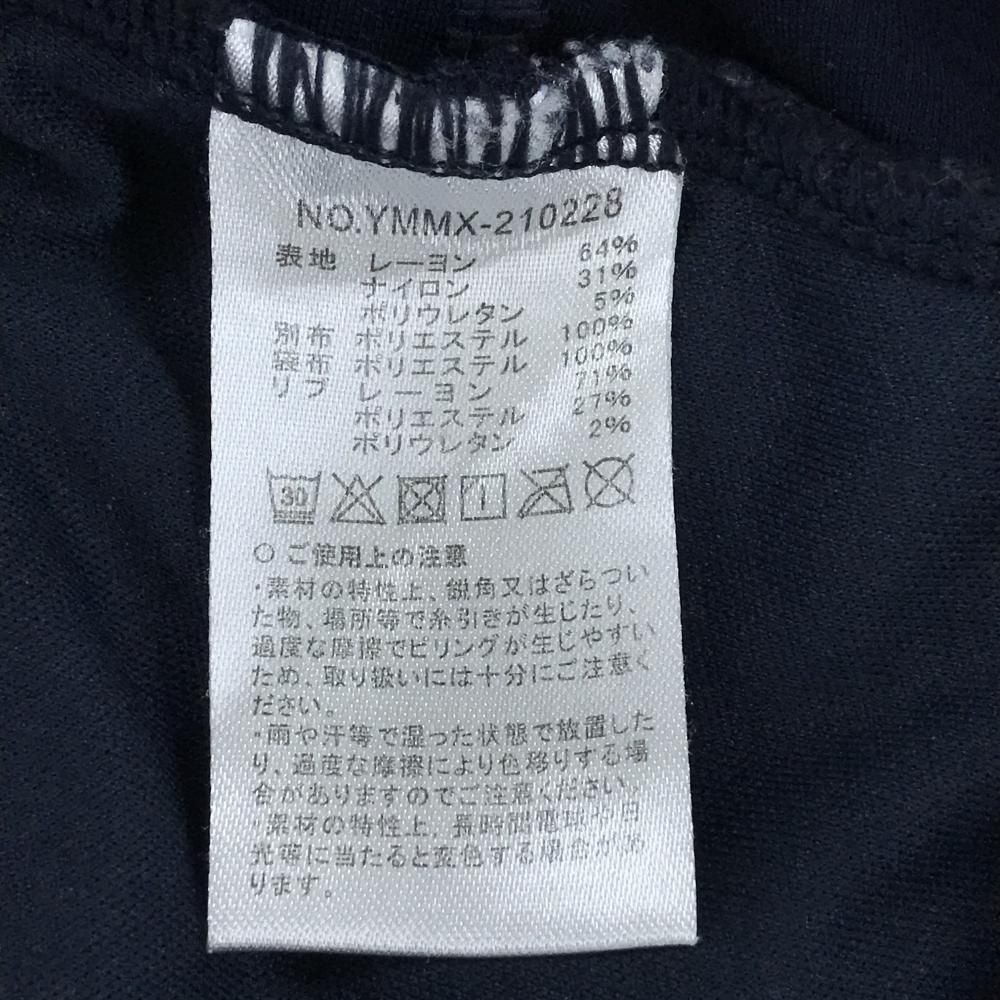 NO.YMMX-210228
表地 レーヨン 64%
ナイロン 31%
ポリウレタン 5%
別布 ポリエステル 100%
袋布 ポリエステル 100%
リブ レーヨン 71%
ポリエステル 27%
ポリウレタン 2%
30
○ ご使用上の注意
・素材の特性上、鋭角又はざらつい
た物、場所等で糸引きが生じたり、
過度な摩擦でピリングが生じやすい
ため、取り扱いには十分にご注意く
ださい。
・雨や汗等で湿った状態で放置した
り、過度な摩擦により色移りする場
合がありますのでご注意ください。
・素材の特性上、長時間電球や日
光等に当たると変色する場合があ
ります。